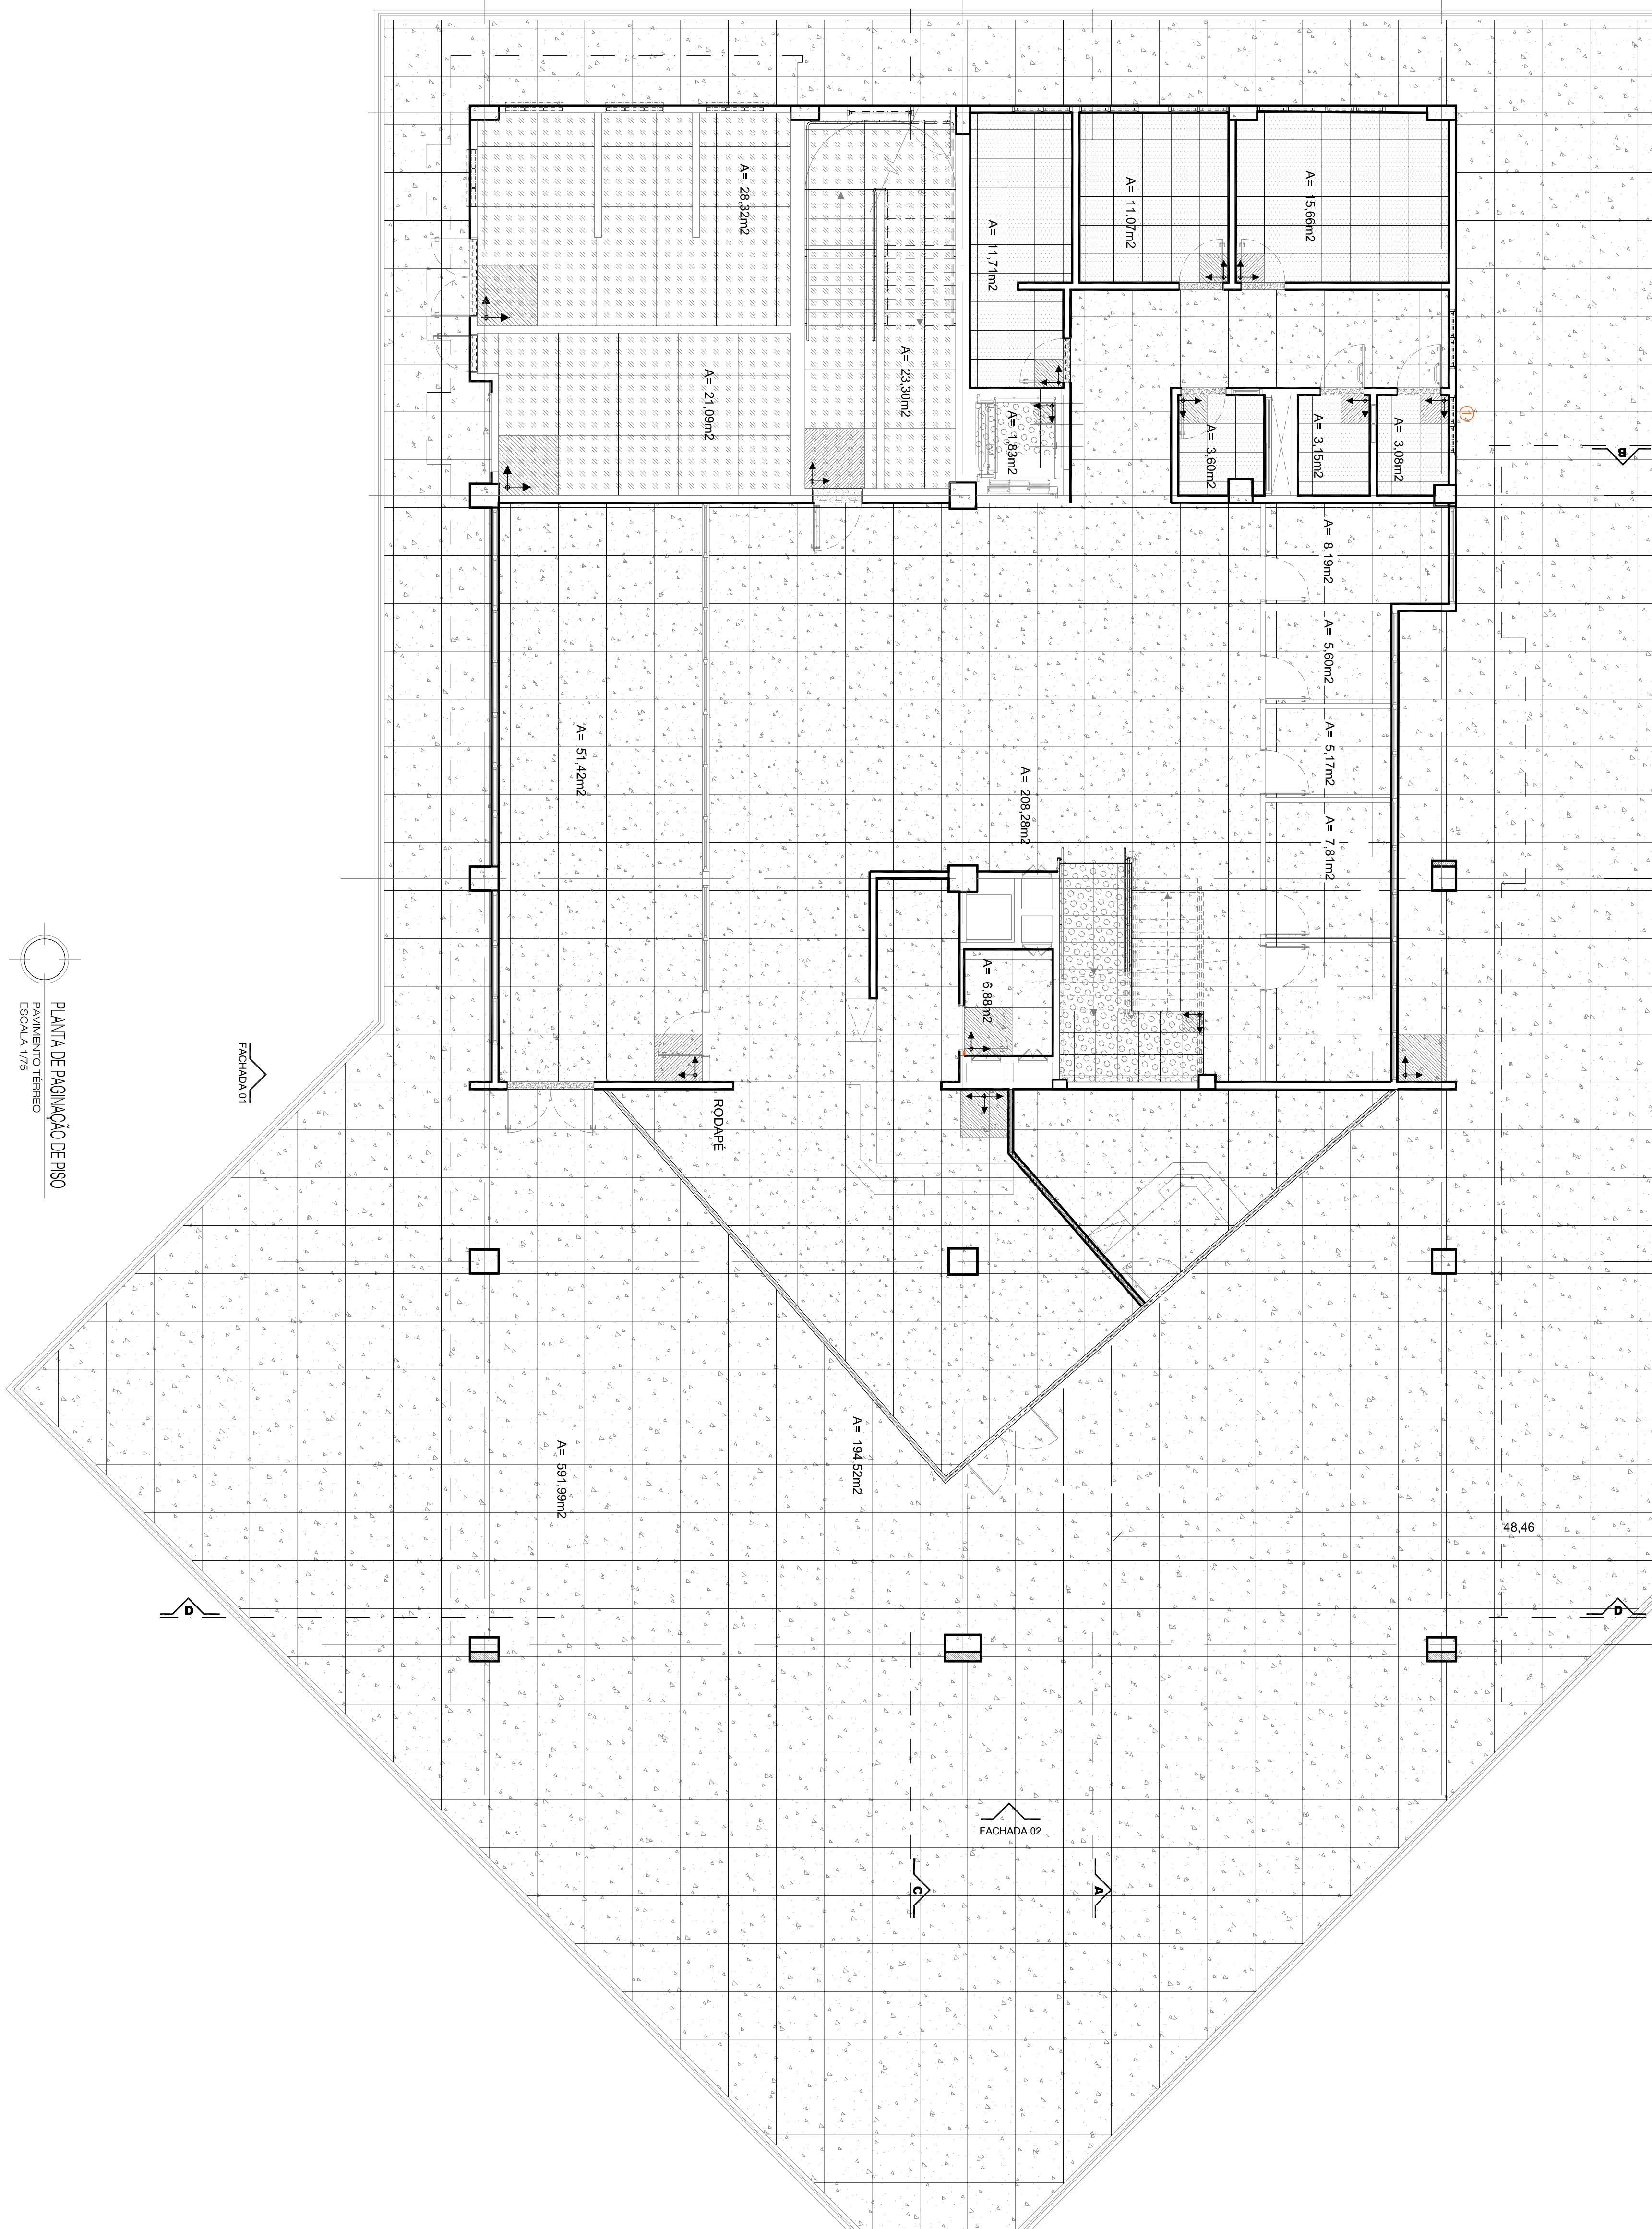 A= 28,32m2
A= 23,30m2
A= 21,09m2
A= 11,71m2
A= 11,07m2
A= 15,66m2
A= 1,83m2
A= 3,60m2
A= 3,15m2
A= 3,08m2
B
A= 8,19m2
A= 5,60m2
A= 5,17m2
A= 7,81m2
A= 51,42m2
A= 208,28m2
A= 6,88m2
RODAPÉ
FACHADA 01
PLANTA DE PAGINAÇÃO DE PISO
PAVIMENTO TÉRREO
ESCALA 1/75
A= 194,52m2
A= 591,99m2
48,46
D
D
FACHADA 02
C
A